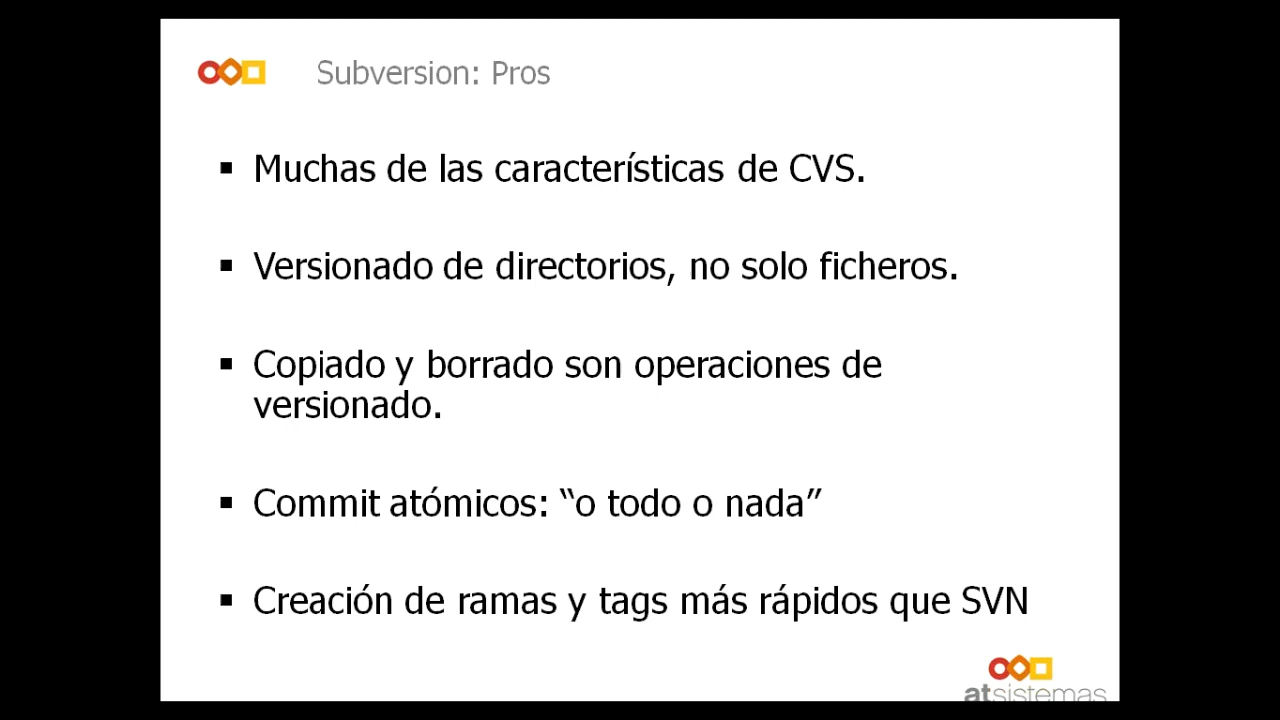 Subversion: Pros
Muchas de las características de CVS.
Versionado de directorios, no solo ficheros.
Copiado y borrado son operaciones de
versionado.
Commit atómicos: “o todo o nada”
Creación de ramas y tags más rápidos que SVN
atsistemas